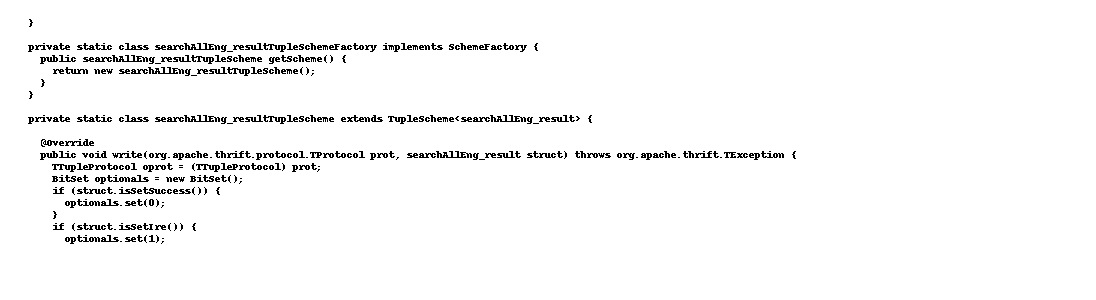 }

private static class searchAllEng_resultTupleSchemeFactory implements SchemeFactory {
  public searchAllEng_resultTupleScheme getScheme() {
    return new searchAllEng_resultTupleScheme();
  }
}

private static class searchAllEng_resultTupleScheme extends TupleScheme<searchAllEng_result> {

  @Override
  public void write(org.apache.thrift.protocol.TProtocol prot, searchAllEng_result struct) throws org.apache.thrift.TException {
    TTupleProtocol oprot = (TTupleProtocol) prot;
    BitSet optionals = new BitSet();
    if (struct.isSetSuccess()) {
      optionals.set(0);
    }
    if (struct.isSetIre()) {
      optionals.set(1);